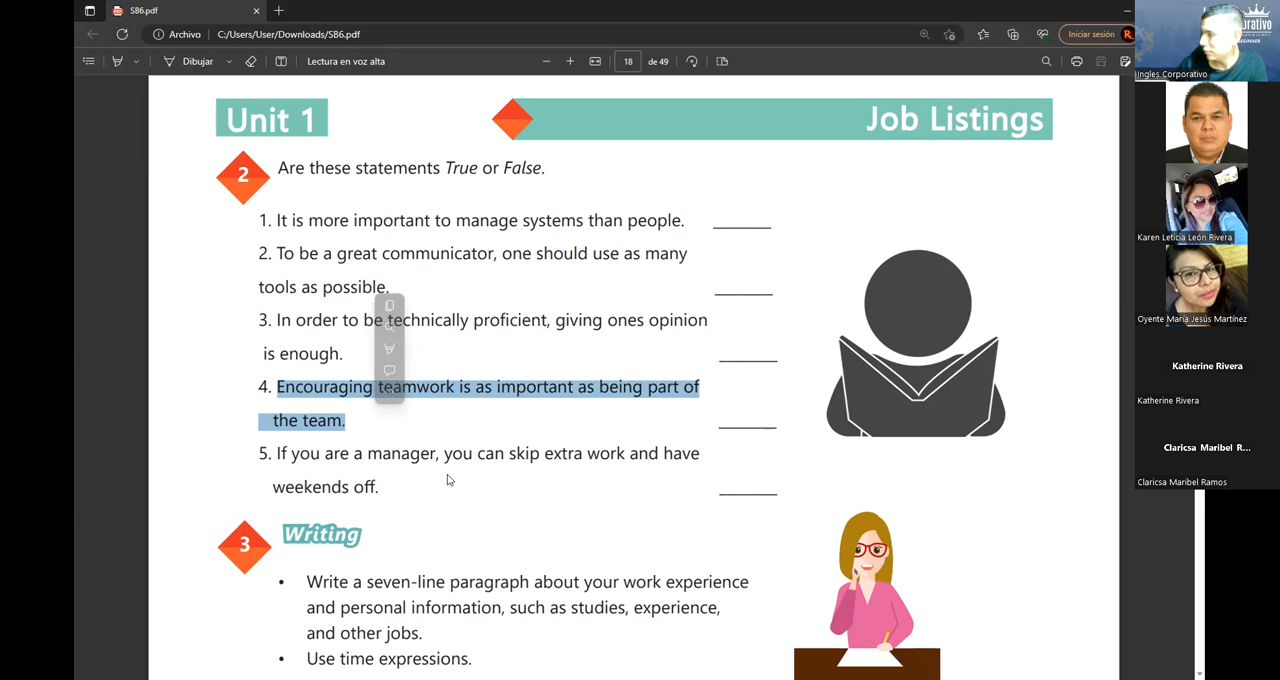 SB6.pdf
Archivo C:/Users/User/Downloads/SB6.pdf Iniciar sesión R
Dibujar Lectura en voz alta 18 de 49
Unit 1 Job Listings
2 Are these statements True or False.
1. It is more important to manage systems than people. ______
2. To be a great communicator, one should use as many
tools as possible. ______
3. In order to be technically proficient, giving ones opinion
is enough. ______
4. Encouraging teamwork is as important as being part of
the team. ______
5. If you are a manager, you can skip extra work and have
weekends off. ______
3 Writing
• Write a seven-line paragraph about your work experience
and personal information, such as studies, experience,
and other jobs.
• Use time expressions.
Ingles Corporativo
Karen Leticia León Rivera
Oyente María Jesús Martínez
Katherine Rivera
Katherine Rivera
Claricsa Maribel R...
Claricsa Maribel Ramos